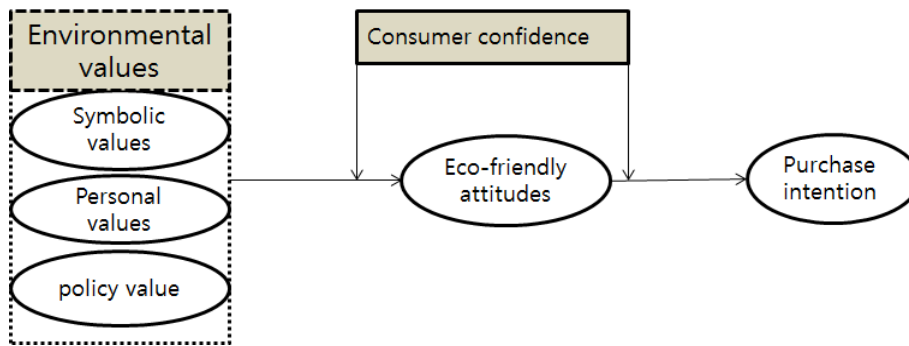 Environmental
values
Consumer confidence
Symbolic
values
Personal
values
policy value
Eco-friendly
attitudes
Purchase
intention